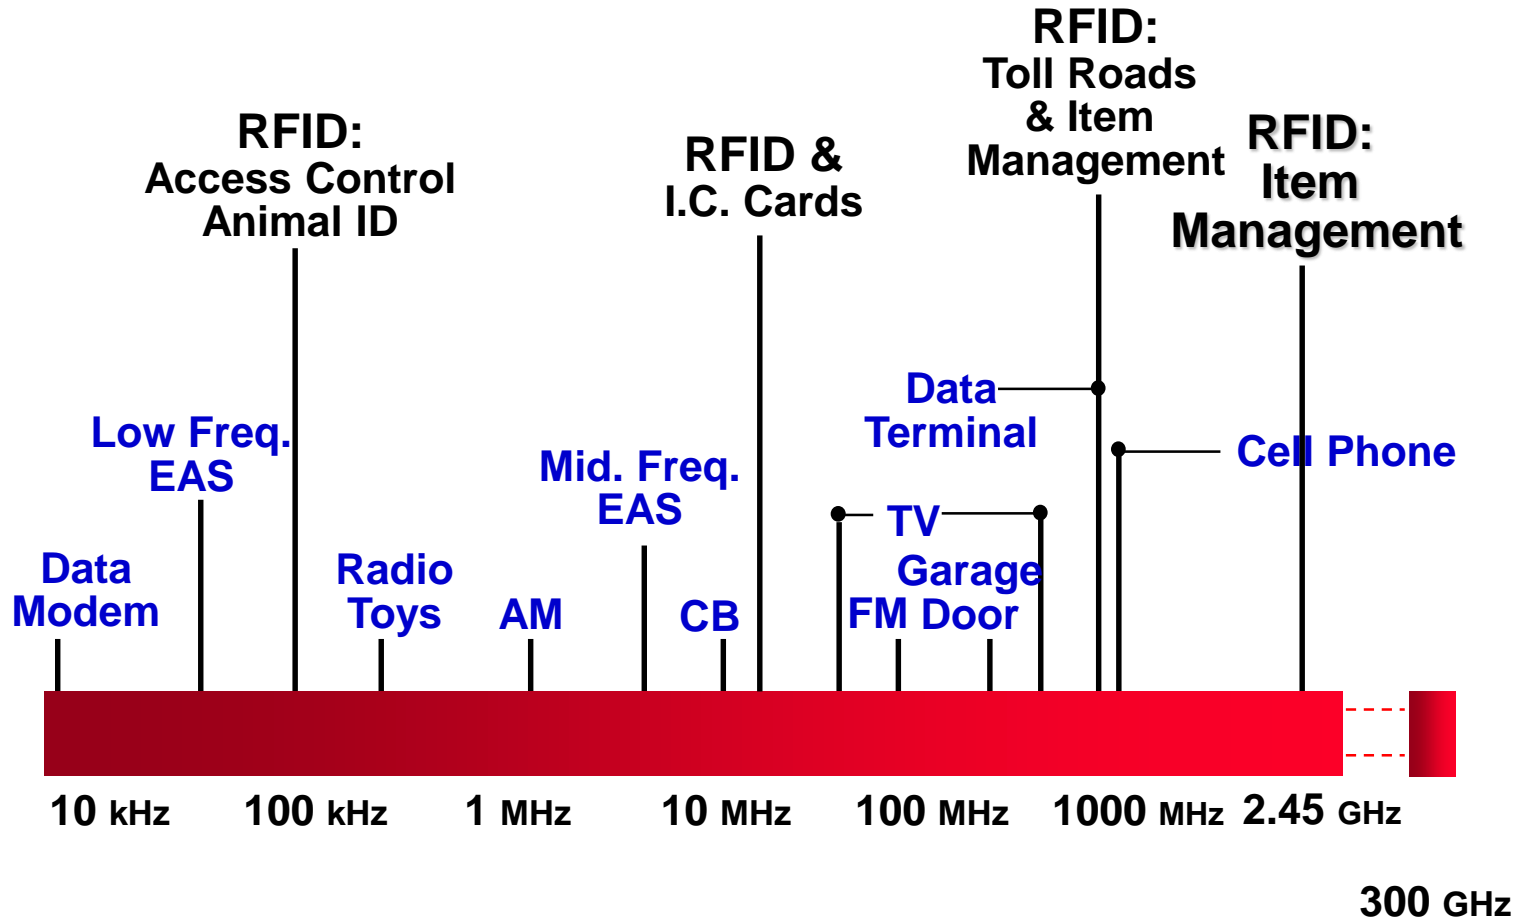 RFID:
Toll Roads
& Item
Management
RFID:
Access Control
Animal ID
RFID &
I.C. Cards
RFID:
Item
Management
Data
Terminal
Low Freq.
EAS
Mid. Freq.
EAS
Cell Phone
TV
Data
Modem
Radio
Toys
AM
CB
FM
Garage
Door
10 kHz
100 kHz
1 MHz
10 MHz
100 MHz
1000 MHz
2.45 GHz
300 GHz